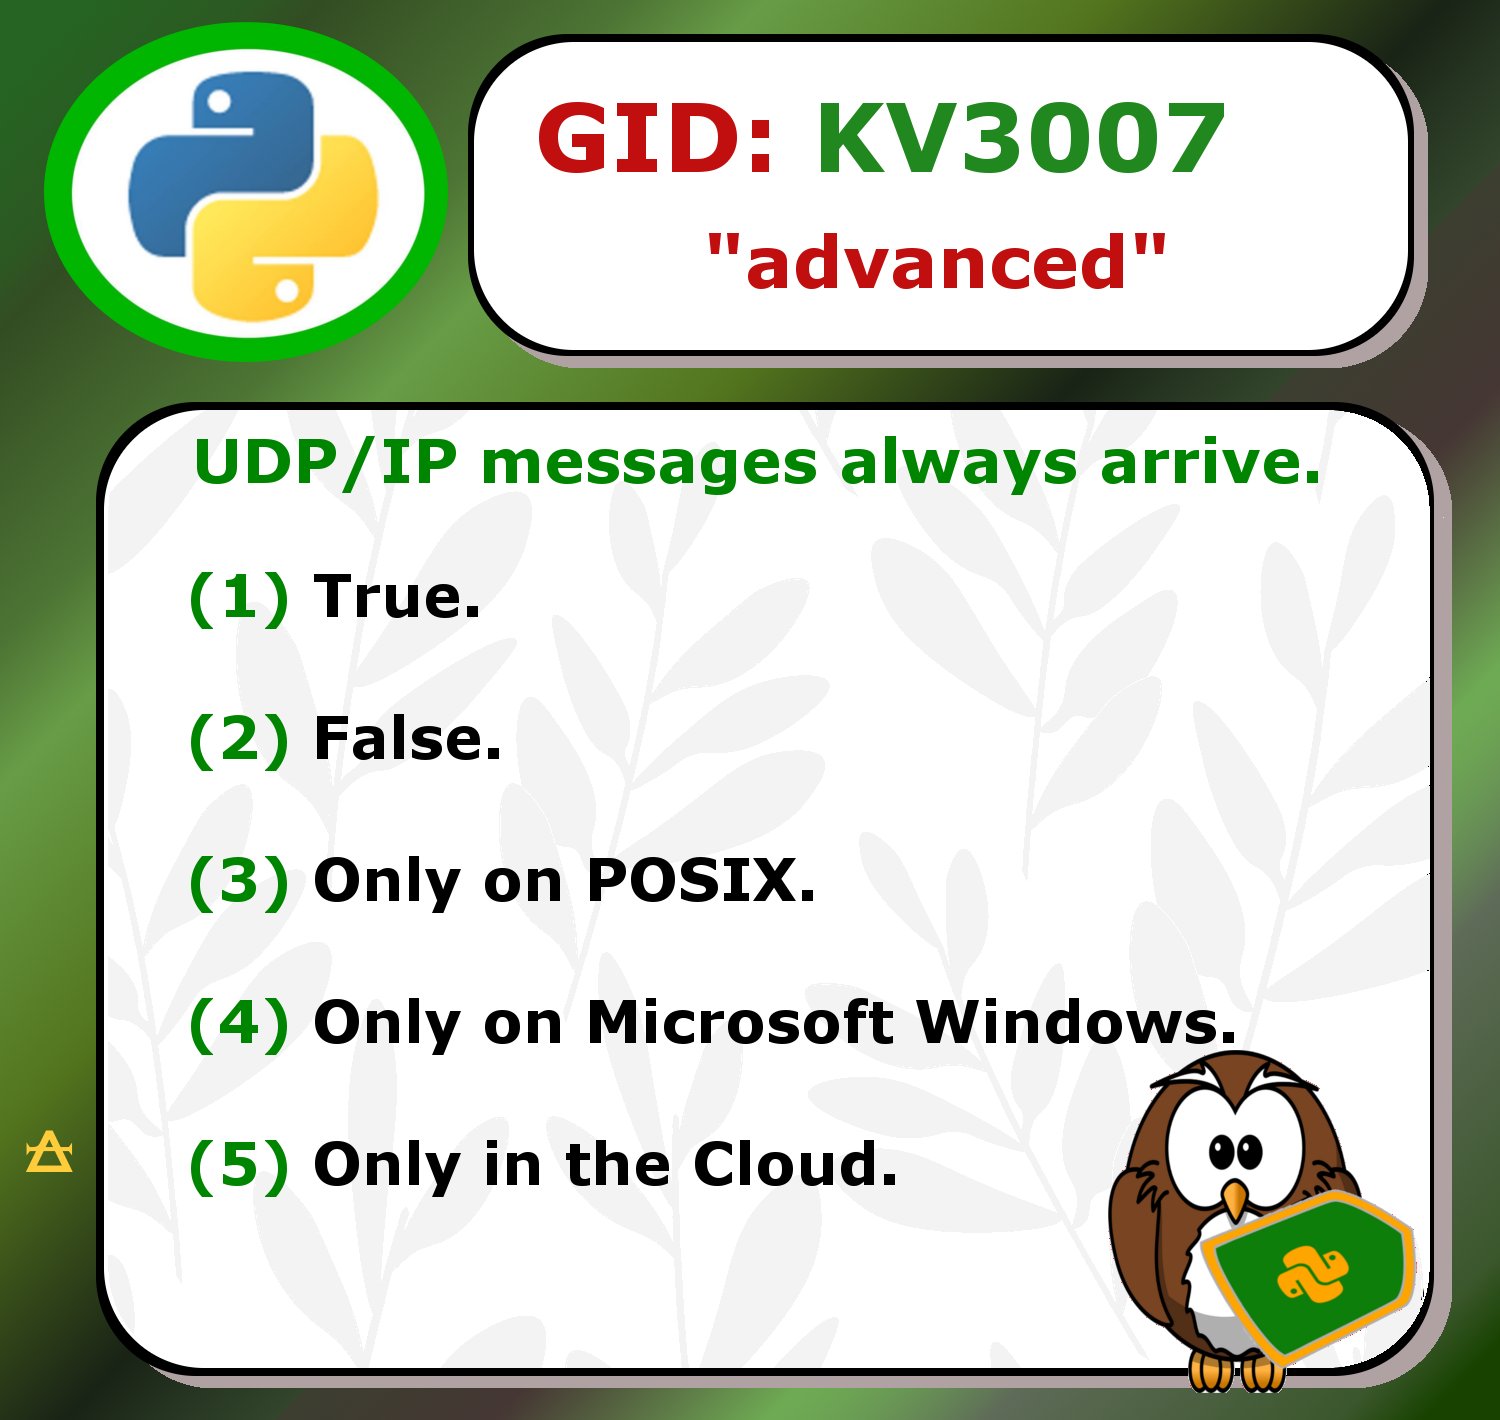 GID: KV3007
"advanced"
UDP/IP messages always arrive.
(1) True.
(2) False.
(3) Only on POSIX.
(4) Only on Microsoft Windows.
(5) Only in the Cloud.